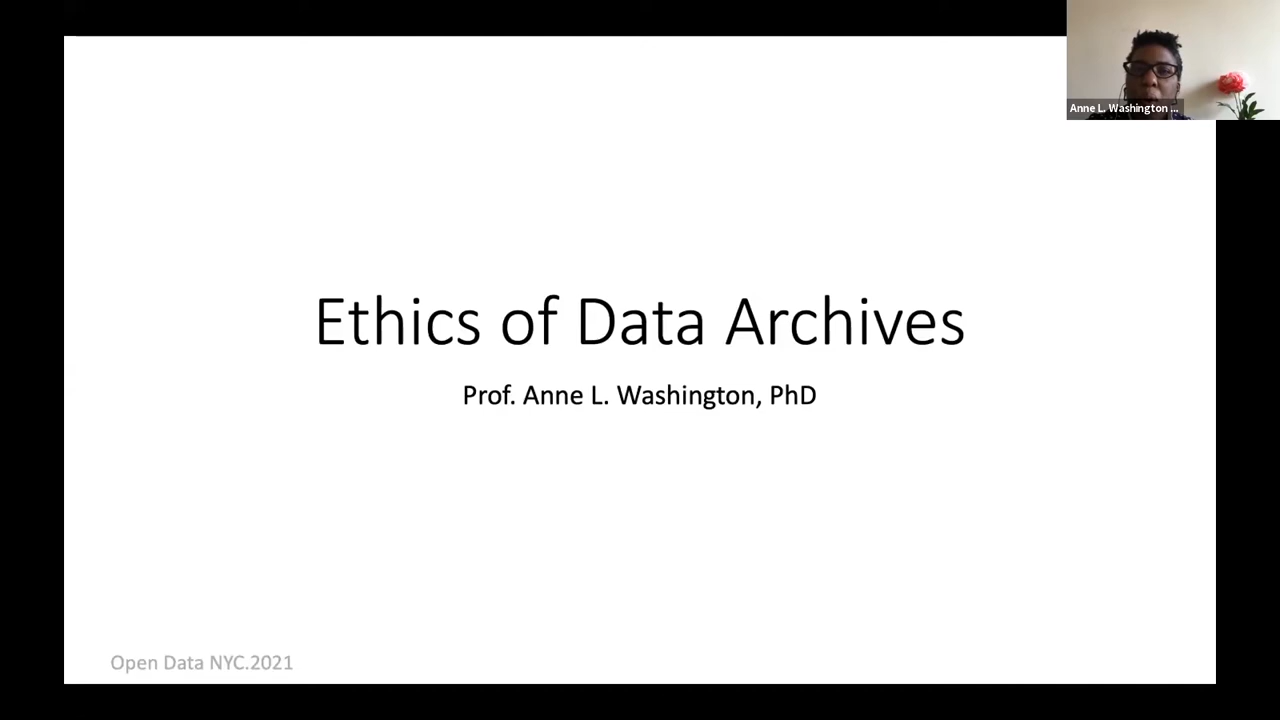 Anne L. Washington ...
Ethics of Data Archives
Prof. Anne L. Washington, PhD
Open Data NYC.2021